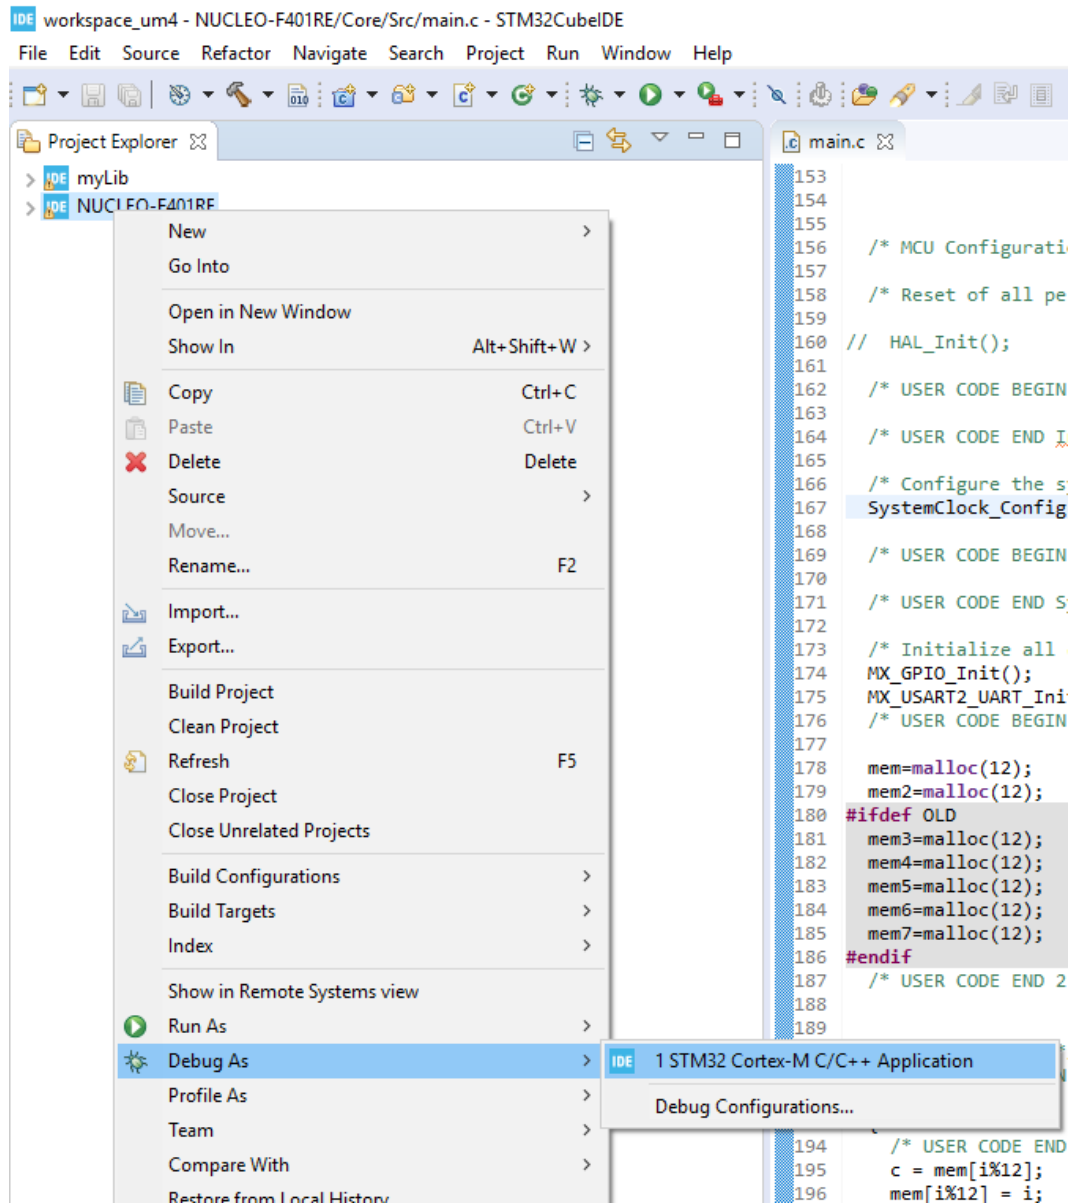 IDE workspace_um4 - NUCLEO-F401RE/Core/Src/main.c - STM32CubeIDE
File Edit Source Refactor Navigate Search Project Run Window Help
010
Project Explorer
.c main.c
IDE myLib
IDE NUCLEO-F401RE
New
Go Into
Open in New Window
Show In Alt+Shift+W
Copy Ctrl+C
Paste Ctrl+V
Delete Delete
Source
Move...
Rename... F2
Import...
Export...
Build Project
Clean Project
Refresh F5
Close Project
Close Unrelated Projects
Build Configurations
Build Targets
Index
Show in Remote Systems view
Run As
Debug As
Profile As
Team
Compare With
Restore from Local History
IDE 1 STM32 Cortex-M C/C++ Application
Debug Configurations...
153
154
155
156 /* MCU Configurati
157
158 /* Reset of all pe
159
160 // HAL_Init();
161
162 /* USER CODE BEGIN
163
164 /* USER CODE END I
165
166 /* Configure the s
167 SystemClock_Config
168
169 /* USER CODE BEGIN
170
171 /* USER CODE END S
172
173 /* Initialize all
174 MX_GPIO_Init();
175 MX_USART2_UART_Ini
176 /* USER CODE BEGIN
177
178 mem=malloc(12);
179 mem2=malloc(12);
180 #ifdef OLD
181 mem3=malloc(12);
182 mem4=malloc(12);
183 mem5=malloc(12);
184 mem6=malloc(12);
185 mem7=malloc(12);
186 #endif
187 /* USER CODE END 2
188
189
194 /* USER CODE END
195 c = mem[i%12];
196 mem[i%12] = i;